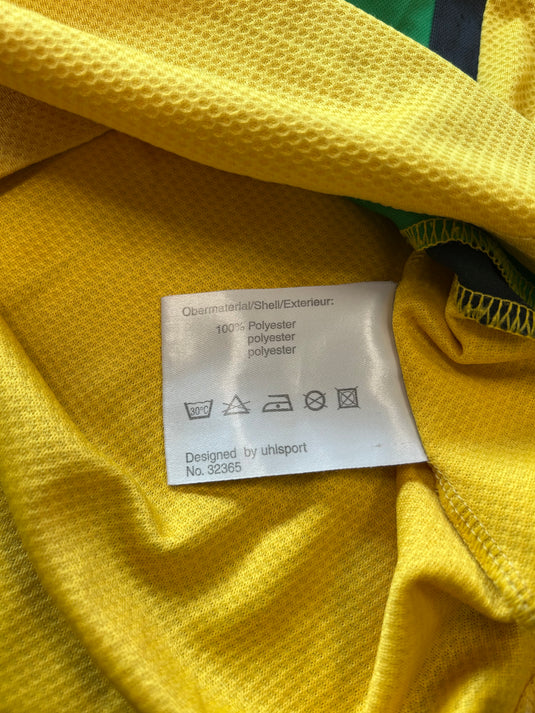 Obermaterial/Shell/Exterieur:
100% Polyester
polyester
polyester
30°C
Designed by uhlsport
No. 32365